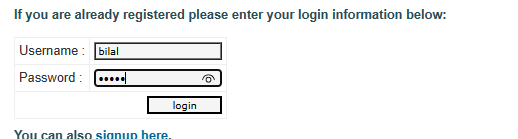 If you are already registered please enter your login information below:
Username : bilal
Password : •••••
login
You can also signup here.